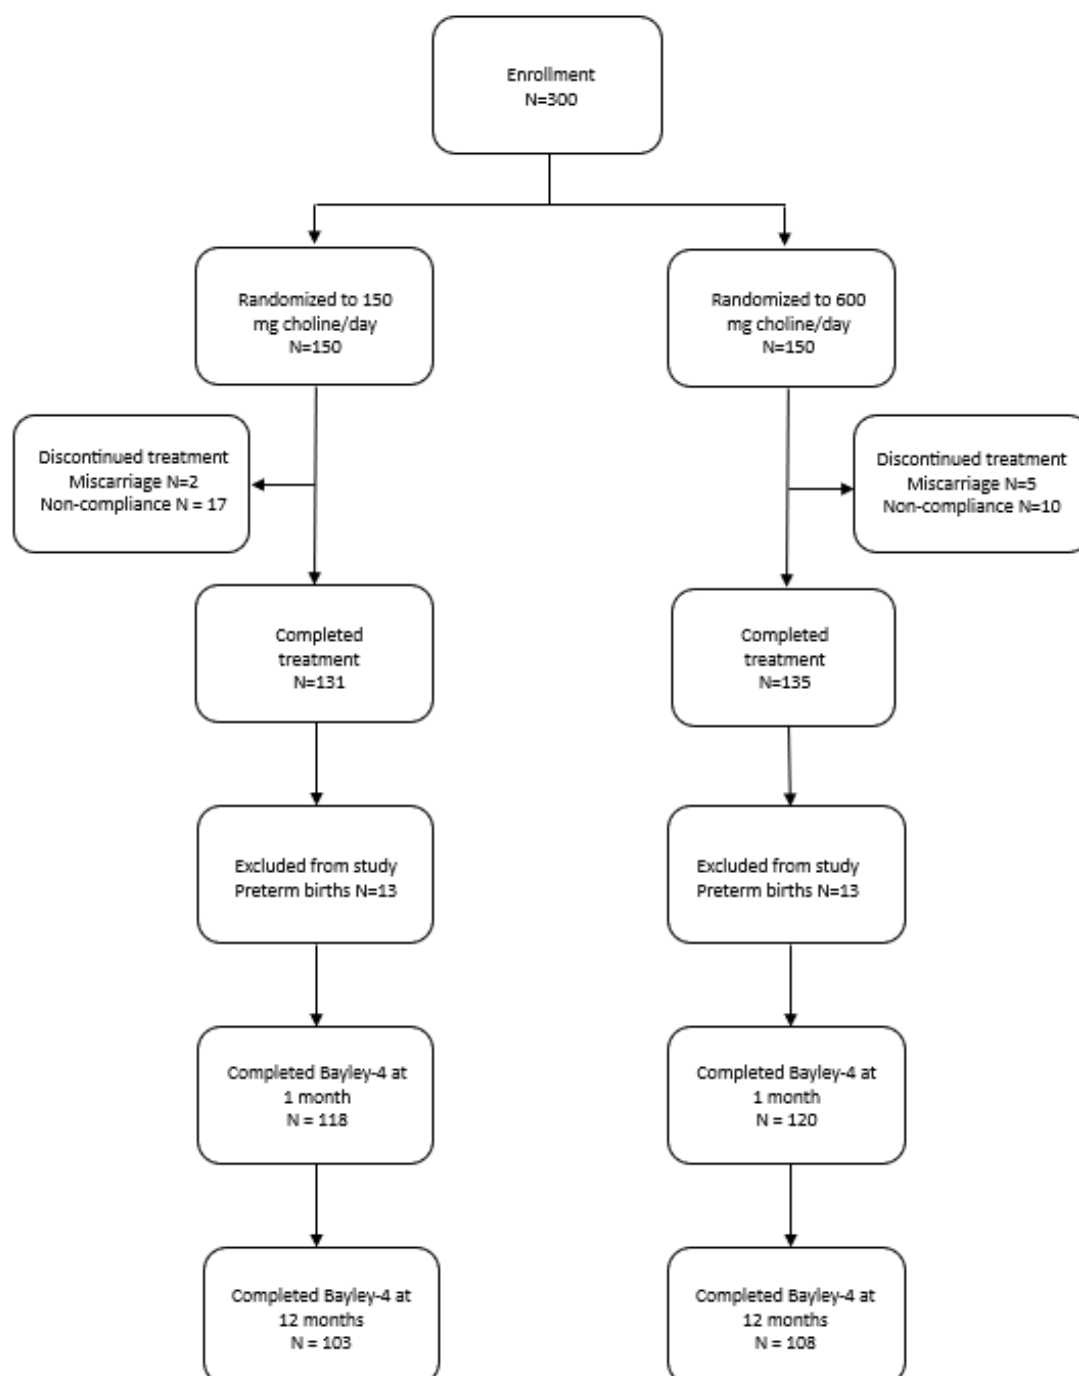 Enrollment
N=300
Randomized to 150
mg choline/day
N=150
Randomized to 600
mg choline/day
N=150
Discontinued treatment
Miscarriage N=2
Non-compliance N = 17
Discontinued treatment
Miscarriage N=5
Non-compliance N=10
Completed
treatment
N=131
Completed
treatment
N=135
Excluded from study
Preterm births N=13
Excluded from study
Preterm births N=13
Completed Bayley-4 at
1 month
N = 118
Completed Bayley-4 at
1 month
N = 120
Completed Bayley-4 at
12 months
N = 103
Completed Bayley-4 at
12 months
N = 108